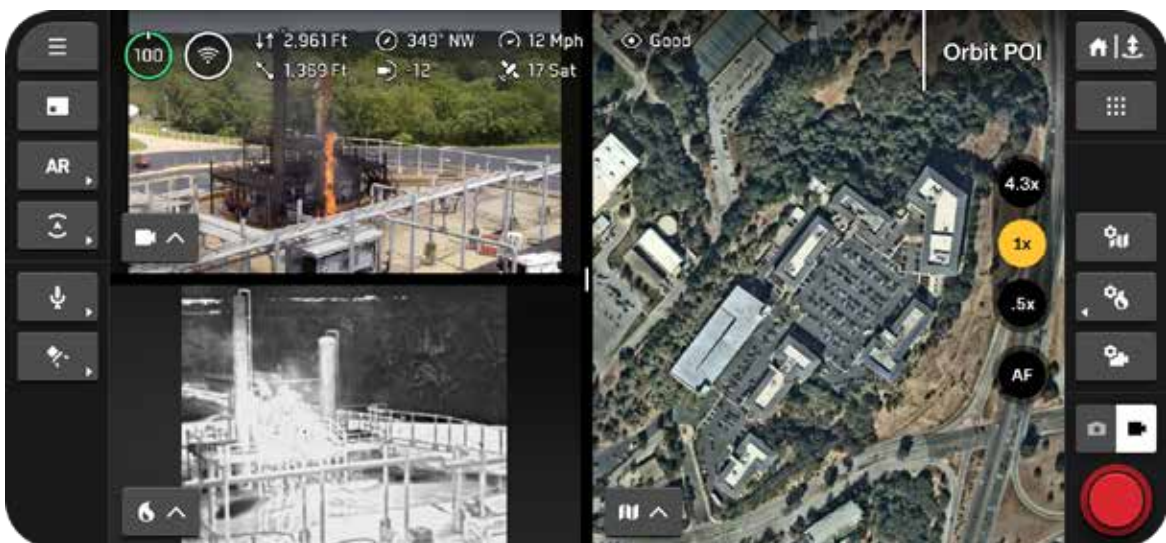 100
2,961 Ft 349° NW 12 Mph
1,369 Ft -12 17 Sat
Good
Orbit POI
AR
A
4.3x
1x
.5x
AF